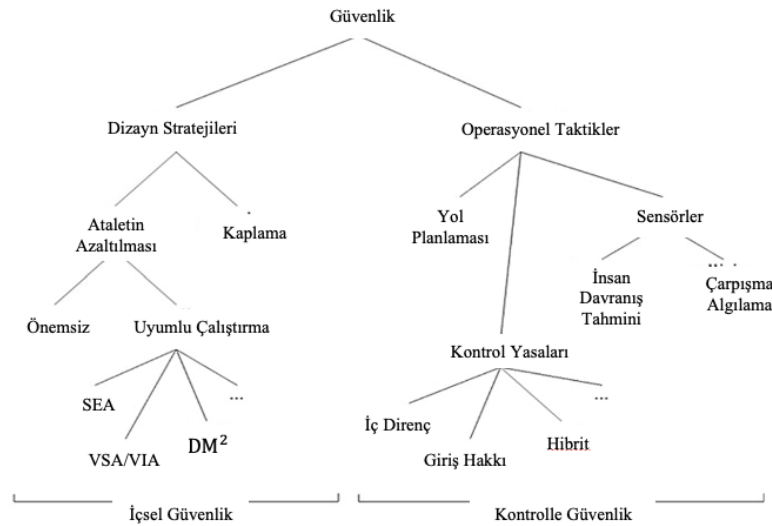 Güvenlik
Dizayn Stratejileri
Operasyonel Taktikler
Ataletin
Azaltılması
Kaplama
Yol
Planlaması
Sensörler
Önemsiz
Uyumlu Çalıştırma
İnsan
Davranış
Tahmini
Çarpışma
Algılama
Kontrol Yasaları
SEA
VSA/VIA
DM²
...
İç Direnç
Giriş Hakkı
Hibrit
...
İçsel Güvenlik
Kontrolle Güvenlik